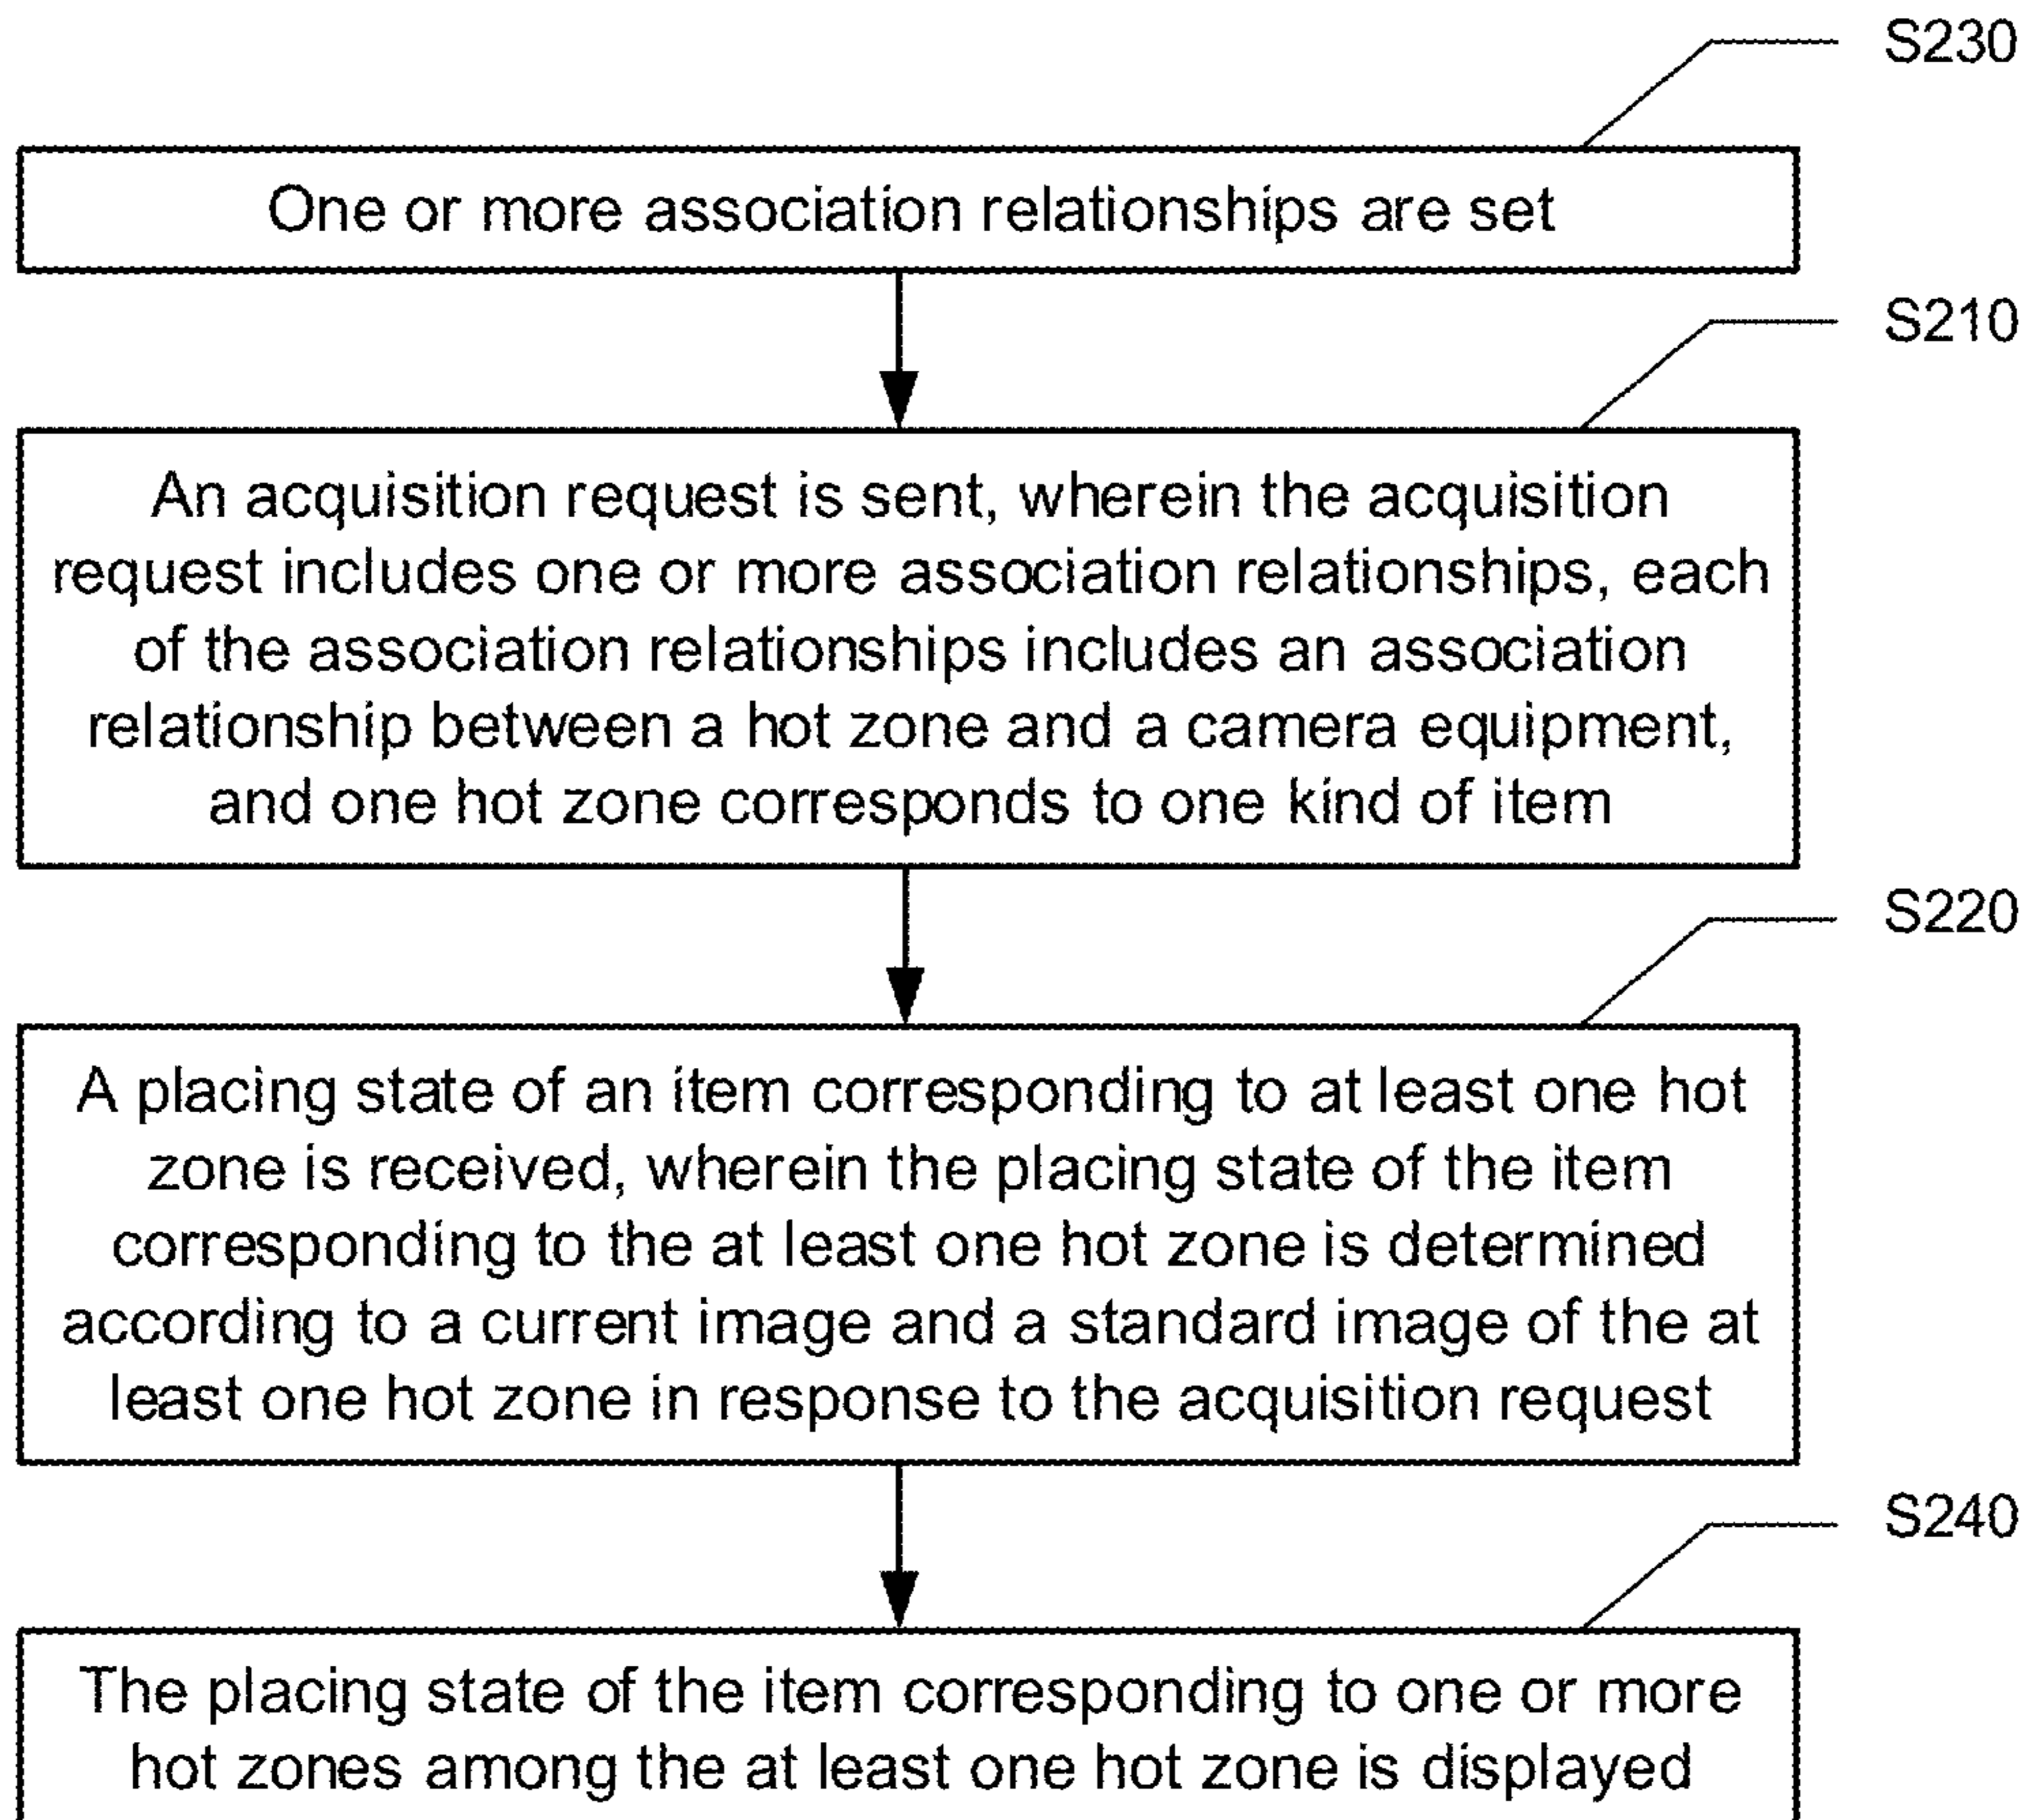 S230
One or more association relationships are set
S210
An acquisition request is sent, wherein the acquisition
request includes one or more association relationships, each
of the association relationships includes an association
relationship between a hot zone and a camera equipment,
and one hot zone corresponds to one kind of item
S220
A placing state of an item corresponding to at least one hot
zone is received, wherein the placing state of the item
corresponding to the at least one hot zone is determined
according to a current image and a standard image of the at
least one hot zone in response to the acquisition request
S240
The placing state of the item corresponding to one or more
hot zones among the at least one hot zone is displayed